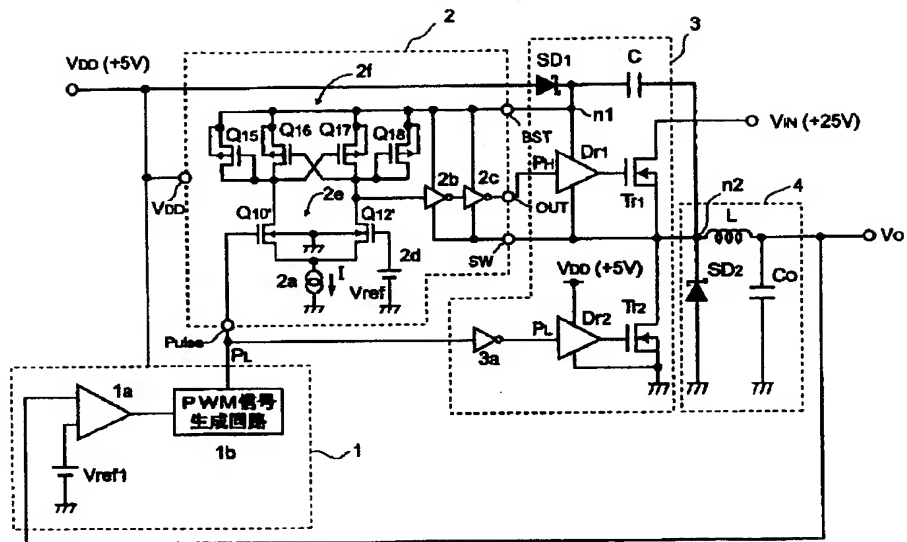 2
3
VDD (+5V)
SD1
C
2f
n1
VIN (+25V)
Q15
Q16
Q17
Q18
BST
Dr1
PH
2b
2c
OUT
Tr1
n2
4
VDD
2e
Q10'
Q12'
L
Vo
SW
2d
2a
I
Vref
VDD (+5V)
SD2
Co
Pulse
PL
3a
PL
Dr2
Tr2
1a
PWM信号
生成回路
1b
1
Vref1